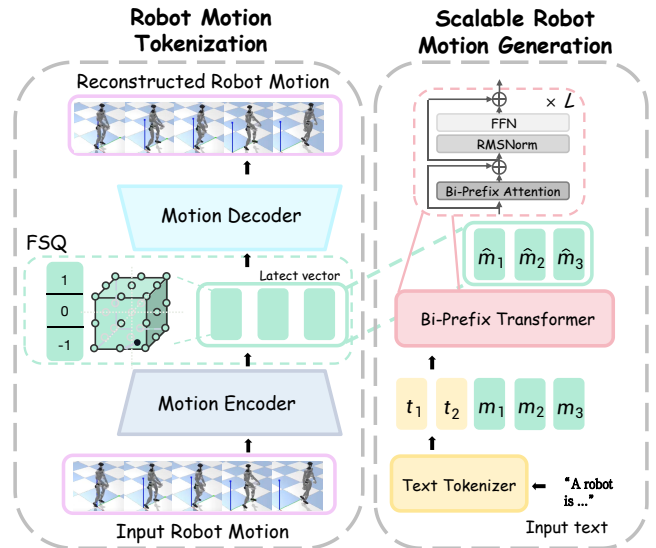 Robot Motion
Tokenization
Reconstructed Robot Motion
Motion Decoder
FSQ
1
0
-1
Latect vector
Motion Encoder
Input Robot Motion
Scalable Robot
Motion Generation
× L
FFN
RMSNorm
Bi-Prefix Attention
m̂1 m̂2 m̂3
Bi-Prefix Transformer
t1 t2 m1 m2 m3
Text Tokenizer
“A robot
is ...”
Input text